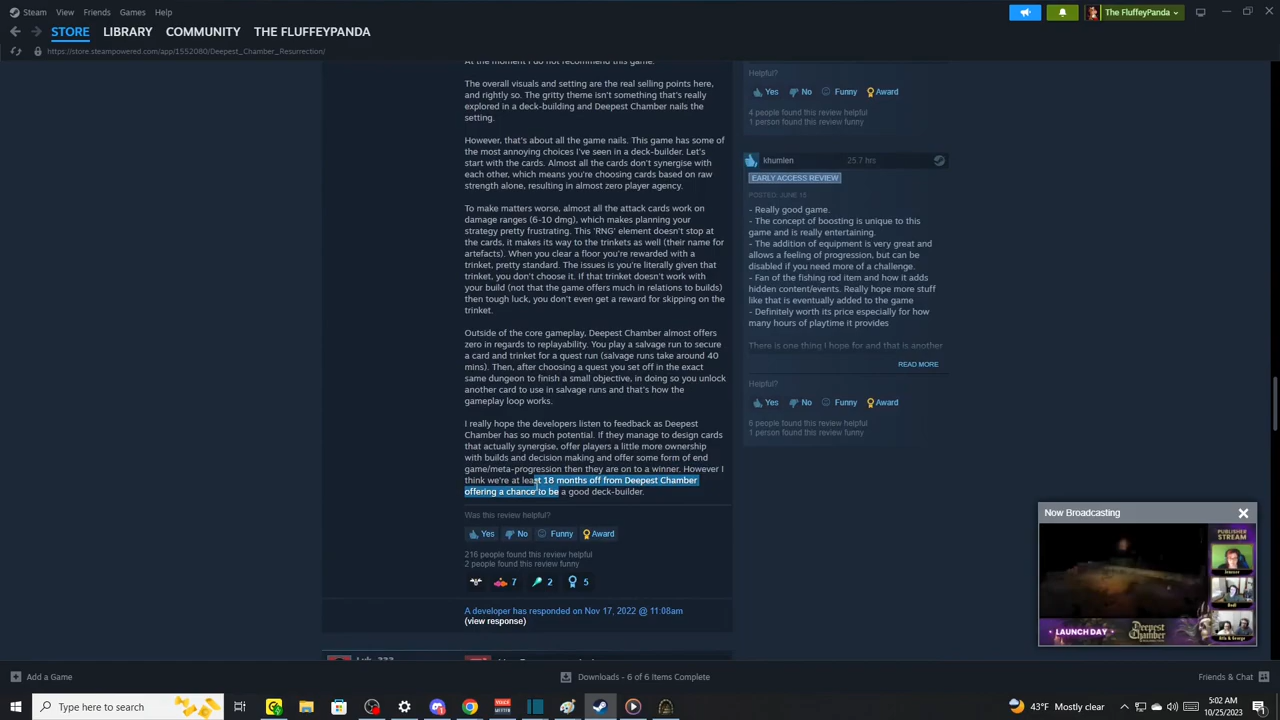 Steam View Friends Games Help
The FluffeyPanda
STORE LIBRARY COMMUNITY THE FLUFFEYPANDA
https://store.steampowered.com/app/1552080/Deepest_Chamber_Resurrection/
At the moment I do not recommend this game.
The overall visuals and setting are the real selling points here,
and rightly so. The gritty theme isn't something that's really
explored in a deck-building and Deepest Chamber nails the
setting.
However, that's about all the game nails. This game has some of
the most annoying choices I've seen in a deck-builder. Let's
start with the cards. Almost all the cards don't synergise with
each other, which means you're choosing cards based on raw
strength alone, resulting in almost zero player agency.
To make matters worse, almost all the attack cards work on
damage ranges (6-10 dmg), which makes planning your
strategy pretty frustrating. This 'RNG' element doesn't stop at
the cards, it makes its way to the trinkets as well (their name for
artefacts). When you clear a floor you're rewarded with a
trinket, pretty standard. The issues is you're literally given that
trinket, you don't choose it. If that trinket doesn't work with
your build (not that the game offers much in relations to builds)
then tough luck, you don't even get a reward for skipping on the
trinket.
Outside of the core gameplay, Deepest Chamber almost offers
zero in regards to replayability. You play a salvage run to secure
a card and trinket for a quest run (salvage runs take around 40
mins). Then, after choosing a quest you set off in the exact
same dungeon to finish a small objective, in doing so you unlock
another card to use in salvage runs and that's how the
gameplay loop works.
I really hope the developers listen to feedback as Deepest
Chamber has so much potential. If they manage to design cards
that actually synergise, offer players a little more ownership
with builds and decision making and offer some form of end
game/meta-progression then they are on to a winner. However I
think we're at least 18 months off from Deepest Chamber
offering a chance to be a good deck-builder.
Was this review helpful?
Yes No Funny Award
216 people found this review helpful
2 people found this review funny
7 2 5
A developer has responded on Nov 17, 2022 @ 11:08am
(view response)
Helpful?
Yes No Funny Award
4 people found this review helpful
1 person found this review funny
khumlen 25.7 hrs
EARLY ACCESS REVIEW
POSTED: JUNE 15
- Really good game.
- The concept of boosting is unique to this
game and is really entertaining.
- The addition of equipment is very great and
allows a feeling of progression, but can be
disabled if you need more of a challenge.
- Fan of the fishing rod item and how it adds
hidden content/events. Really hope more stuff
like that is eventually added to the game
- Definitely worth its price especially for how
many hours of playtime it provides
There is one thing I hope for and that is another
READ MORE
Helpful?
Yes No Funny Award
6 people found this review helpful
1 person found this review funny
Now Broadcasting
PUBLISHER
STREAM
LAUNCH DAY
Deepest
Chamber
Add a Game
Downloads - 6 of 6 Items Complete
Friends & Chat
Type here to search
43°F Mostly clear
5:02 AM
10/25/2023